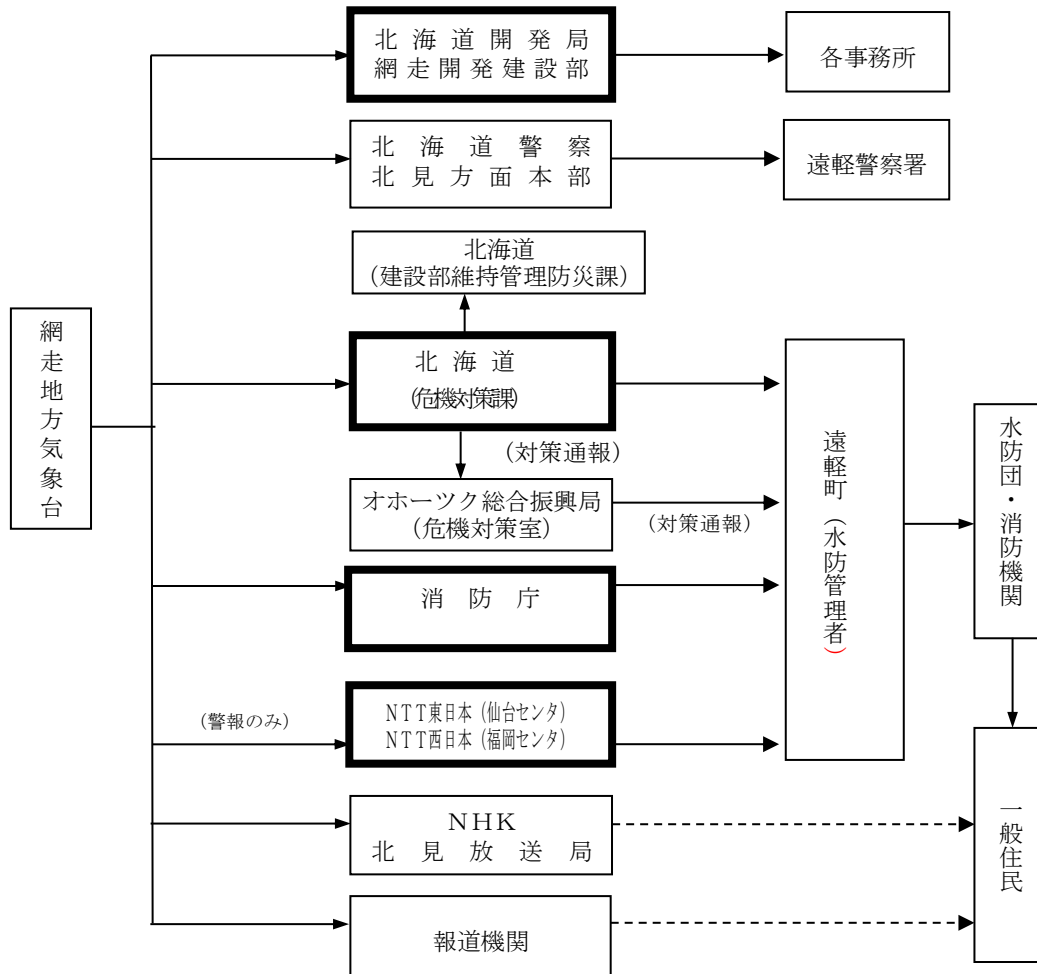 北海道開発局
網走開発建設部
各事務所
北海道警察
北見方面本部
遠軽警察署
北海道
（建設部維持管理防災課）
網走地方気象台
北海道
（危機対策課）
（対策通報）
オホーツク総合振興局
（危機対策室）
（対策通報）
遠軽町（水防管理者）
水防団・消防機関
消防庁
（警報のみ）
NTT東日本（仙台センタ）
NTT西日本（福岡センタ）
NHK
北見放送局
一般住民
報道機関